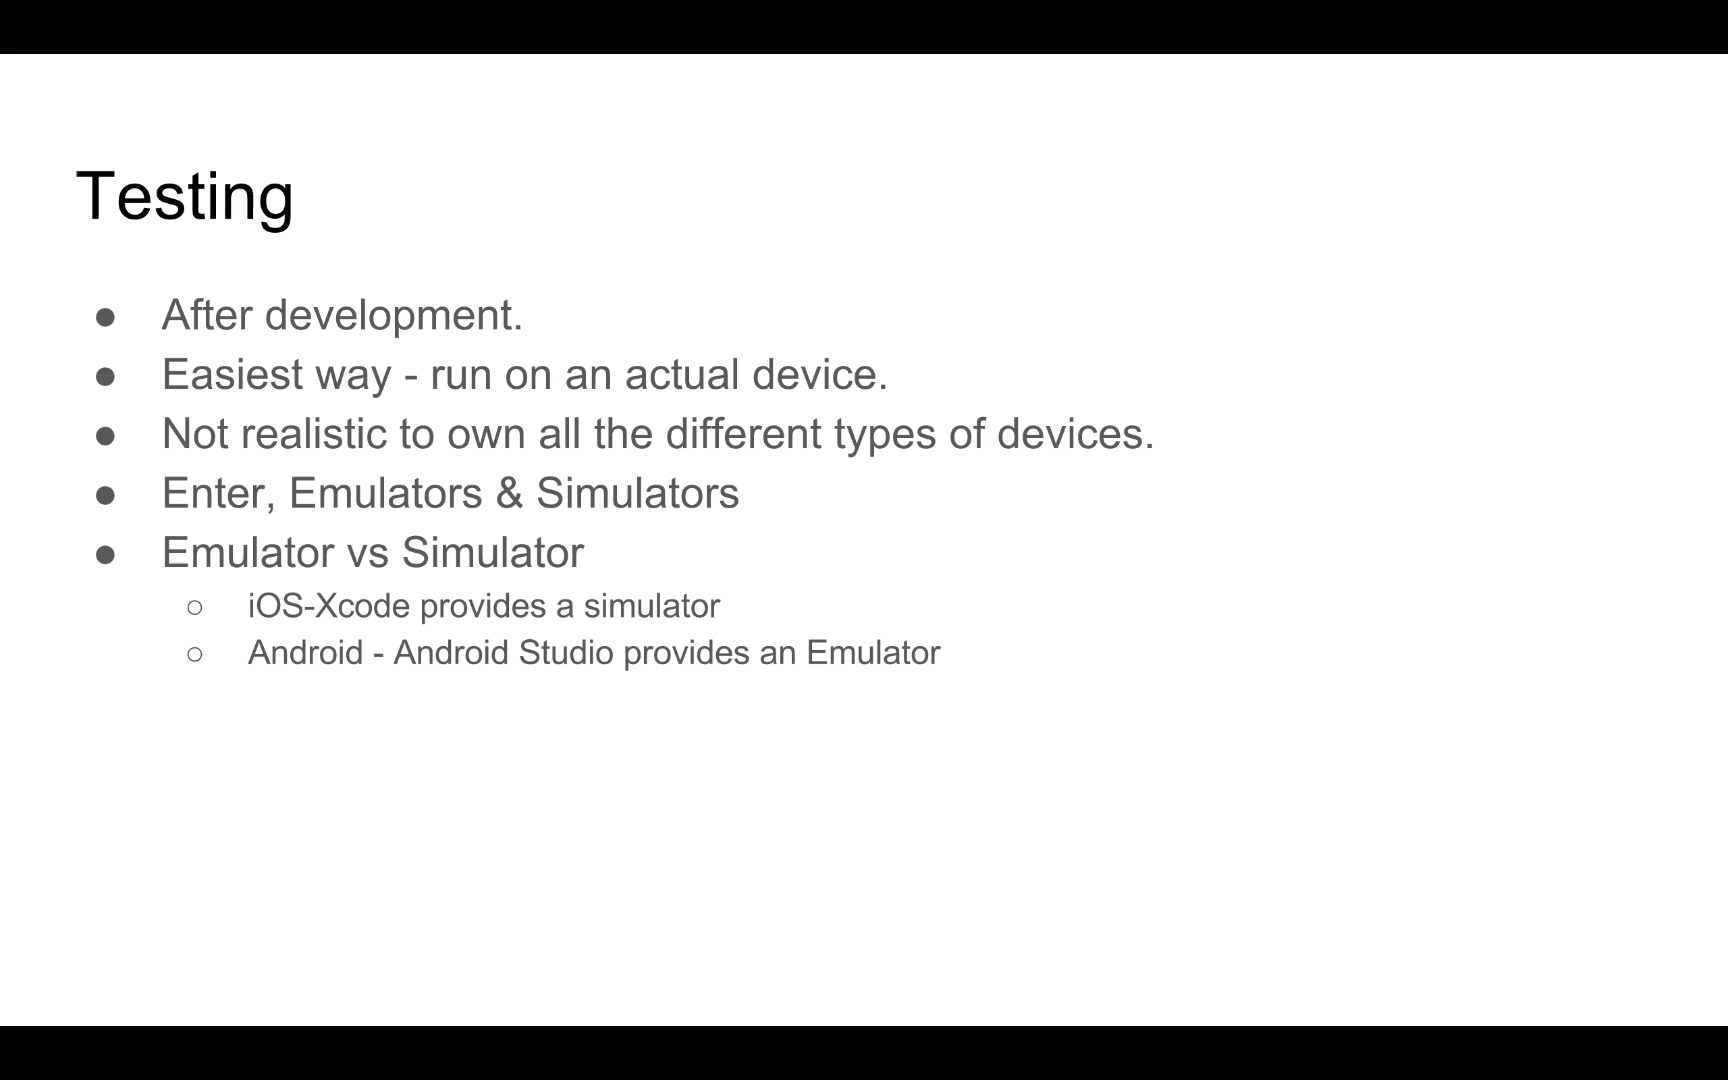 Testing
● After development.
● Easiest way - run on an actual device.
● Not realistic to own all the different types of devices.
● Enter, Emulators & Simulators
● Emulator vs Simulator
○ iOS-Xcode provides a simulator
○ Android - Android Studio provides an Emulator